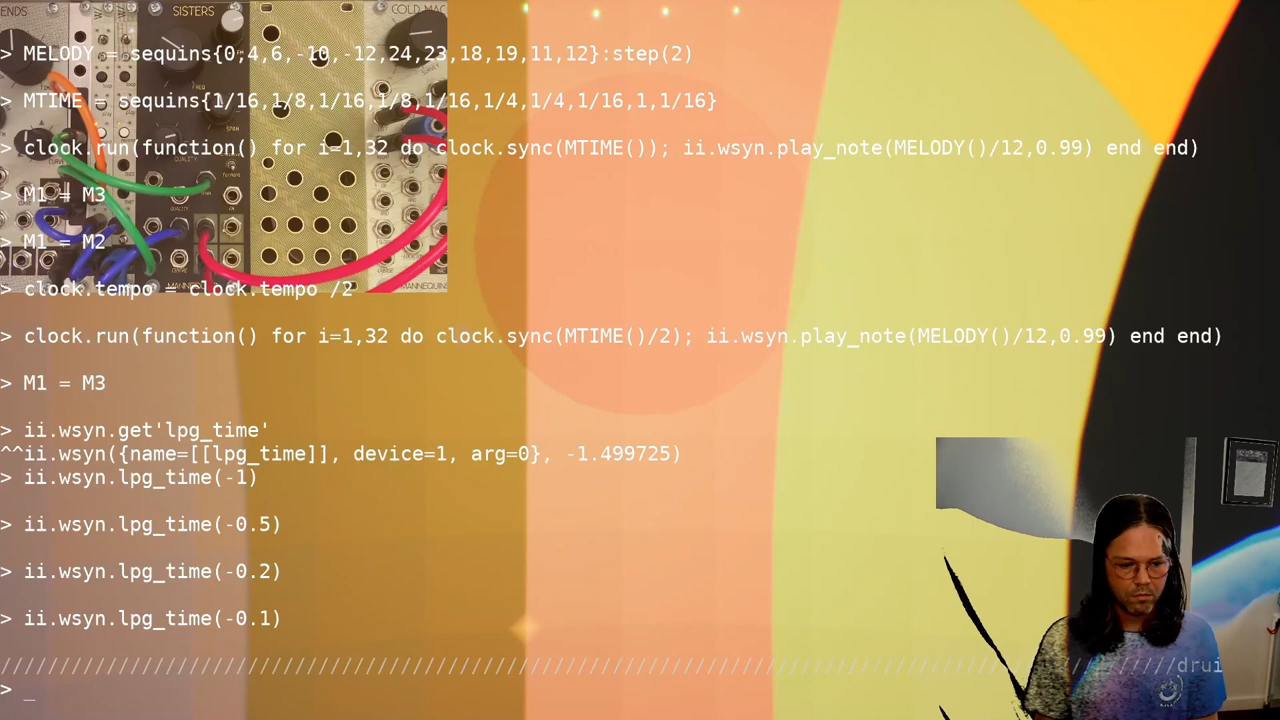 ENDS SISTERS COLD MAC
> MELODY = sequins{0,4,6,-10,-12,24,23,18,19,11,12}:step(2)
> MTIME = sequins{1/16,1/8,1/16,1/8,1/16,1/4,1/4,1/16,1,1/16}
> clock.run(function() for i=1,32 do clock.sync(MTIME()); ii.wsyn.play_note(MELODY()/12,0.99) end end)
> M1 = M3
> M1 = M2
> clock.tempo = clock.tempo /2
> clock.run(function() for i=1,32 do clock.sync(MTIME()/2); ii.wsyn.play_note(MELODY()/12,0.99) end end)
> M1 = M3
> ii.wsyn.get'lpg_time'
^^ii.wsyn({name=[[lpg_time]], device=1, arg=0}, -1.499725)
> ii.wsyn.lpg_time(-1)
> ii.wsyn.lpg_time(-0.5)
> ii.wsyn.lpg_time(-0.2)
> ii.wsyn.lpg_time(-0.1)
////////////////////////////////////////////////////////////////////////////////////////////////////drui
> _